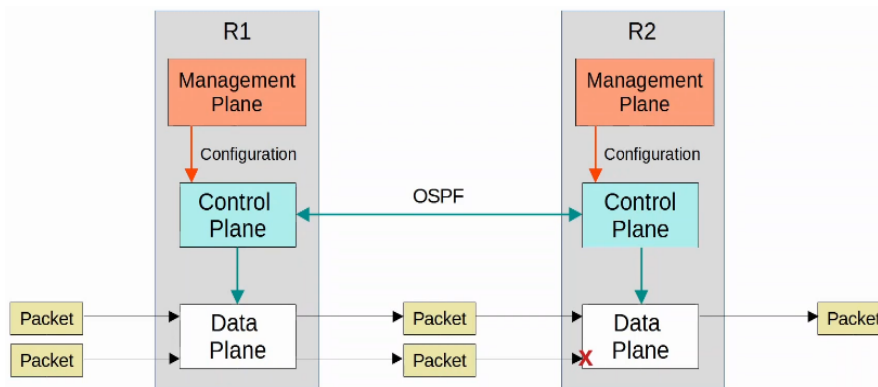 R1
R2
Management
Plane
Management
Plane
Configuration
Configuration
Control
Plane
OSPF
Control
Plane
Packet
Data
Plane
Packet
Data
Plane
Packet
Packet
Packet
X